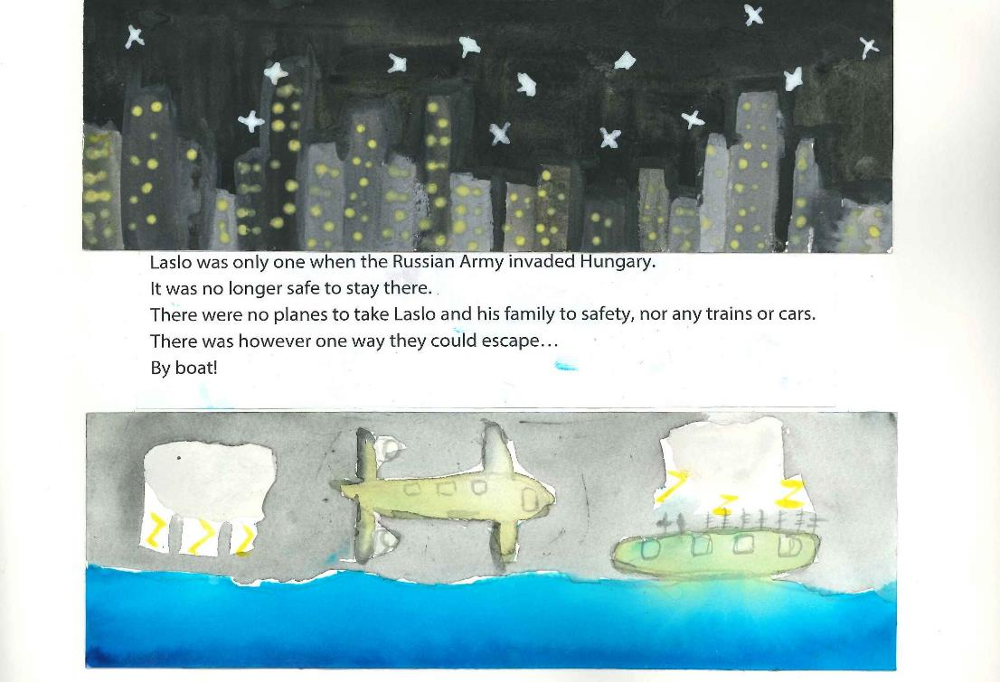 Laslo was only one when the Russian Army invaded Hungary.
It was no longer safe to stay there.
There were no planes to take Laslo and his family to safety, nor any trains or cars.
There was however one way they could escape…
By boat!